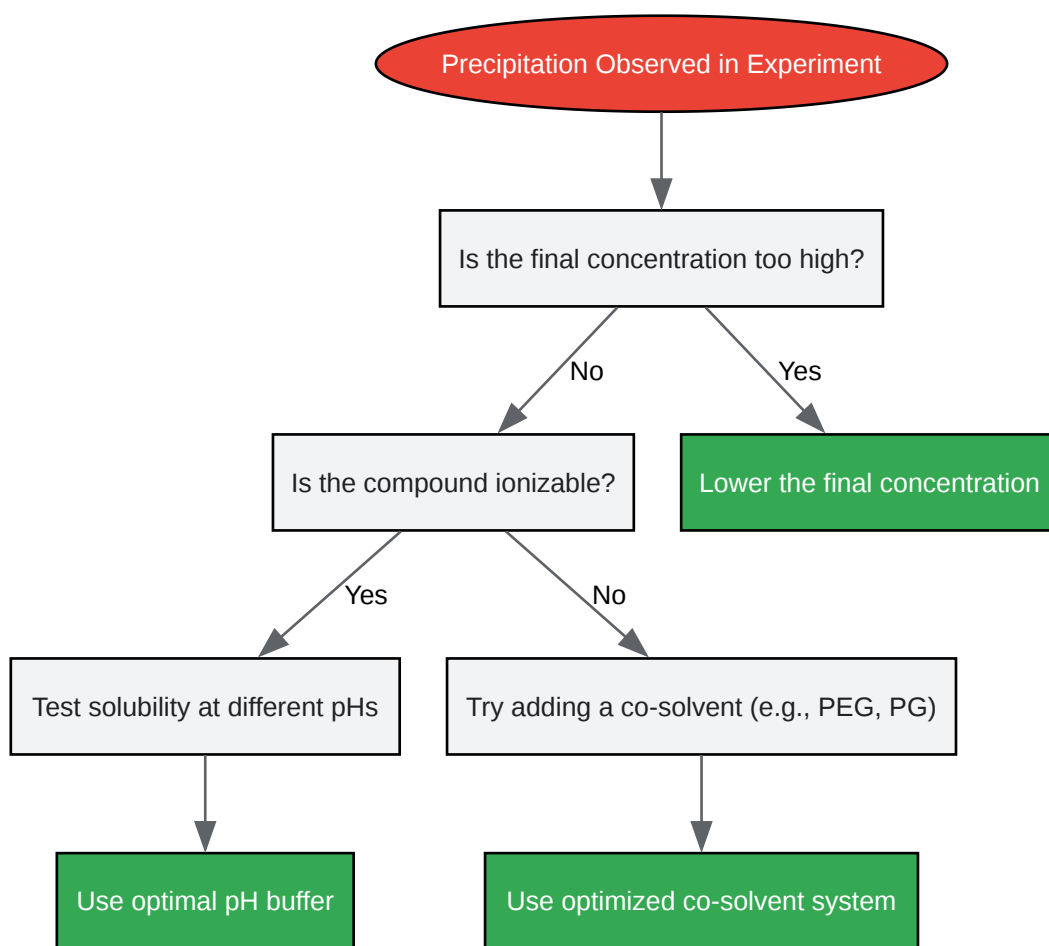 Precipitation Observed in Experiment
Is the final concentration too high?
No
Yes
Is the compound ionizable?
Lower the final concentration
Yes
No
Test solubility at different pHs
Try adding a co-solvent (e.g., PEG, PG)
Use optimal pH buffer
Use optimized co-solvent system